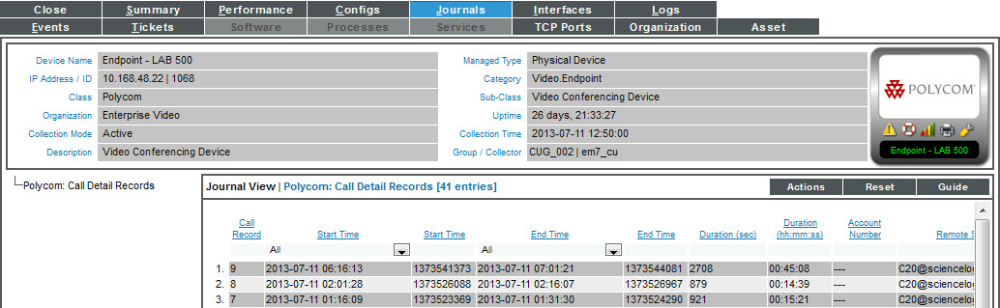 Close Summary Performance Configs Journals Interfaces Logs
Events Tickets Software Processes Services TCP Ports Organization Asset
Device Name Endpoint - LAB 500 Managed Type Physical Device
IP Address / ID 10.168.48.22 | 1068 Category Video.Endpoint
Class Polycom Sub-Class Video Conferencing Device
Organization Enterprise Video Uptime 26 days, 21:33:27
Collection Mode Active Collection Time 2013-07-11 12:50:00
Description Video Conferencing Device Group / Collector CUG_002 | em7_cu
POLYCOM
Endpoint - LAB 500
Polycom: Call Detail Records
Journal View | Polycom: Call Detail Records [41 entries] Actions Reset Guide
Call Record Start Time Start Time End Time End Time Duration (sec) Duration (hh:mm:ss) Account Number Remote S
All All
1. 9 2013-07-11 06:16:13 1373541373 2013-07-11 07:01:21 1373544081 2708 00:45:08 --- C20@sciencelog
2. 8 2013-07-11 02:01:28 1373526088 2013-07-11 02:16:07 1373526967 879 00:14:39 --- C20@sciencelog
3. 7 2013-07-11 01:16:09 1373523369 2013-07-11 01:31:30 1373524290 921 00:15:21 --- C20@sciencelog